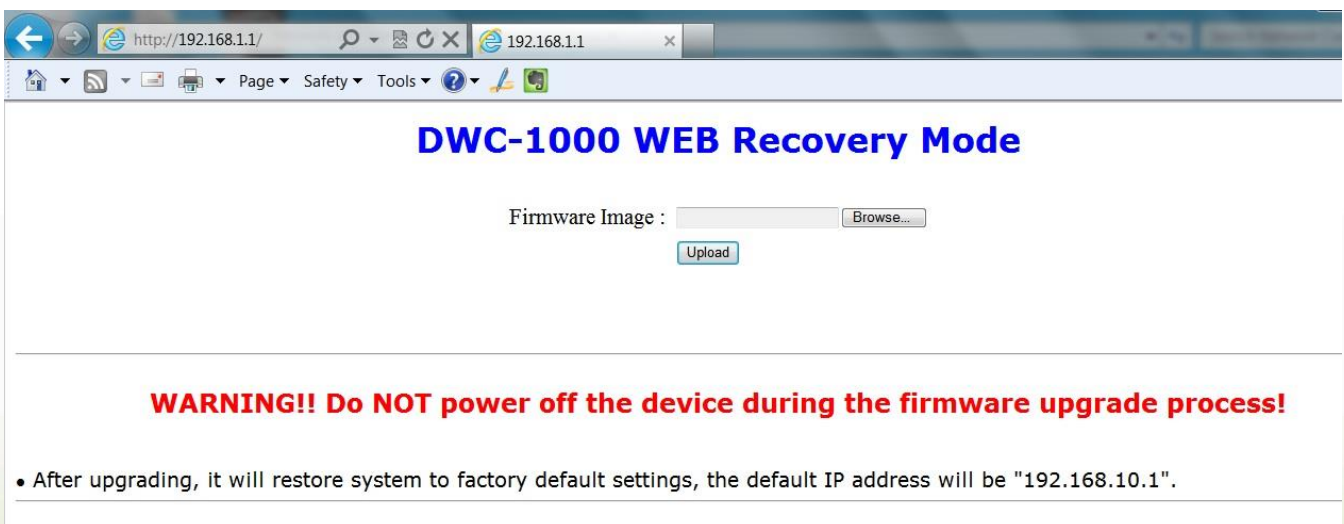 http://192.168.1.1/
192.168.1.1
Page Safety Tools
DWC-1000 WEB Recovery Mode
Firmware Image :
Browse...
Upload
WARNING!! Do NOT power off the device during the firmware upgrade process!
• After upgrading, it will restore system to factory default settings, the default IP address will be "192.168.10.1".